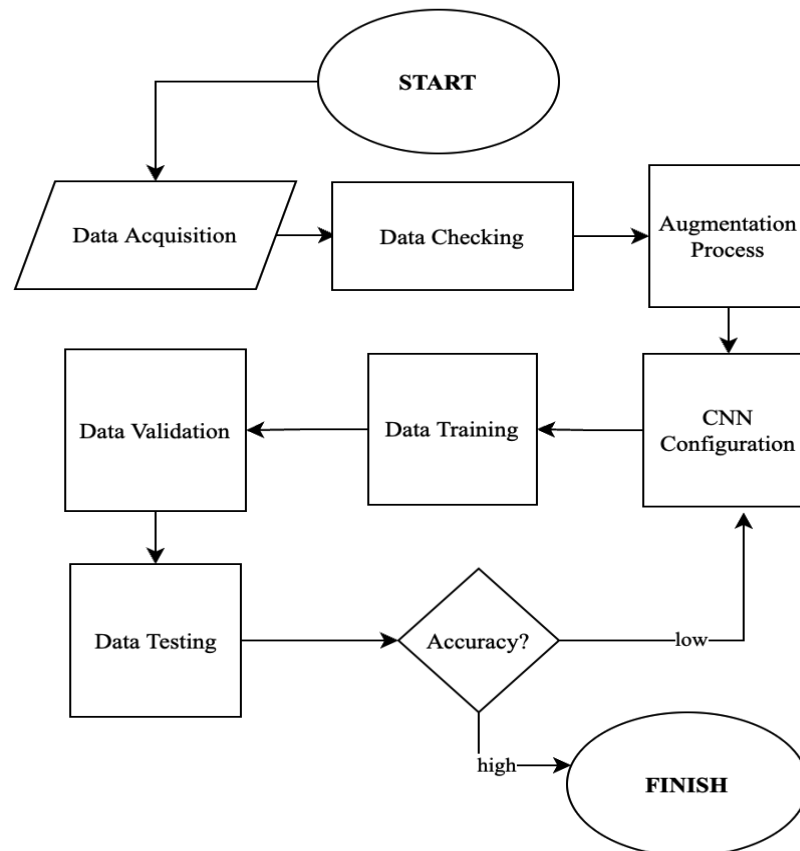 START
Data Acquisition
Data Checking
Augmentation
Process
CNN
Configuration
Data Training
Data Validation
Data Testing
Accuracy?
low
high
FINISH